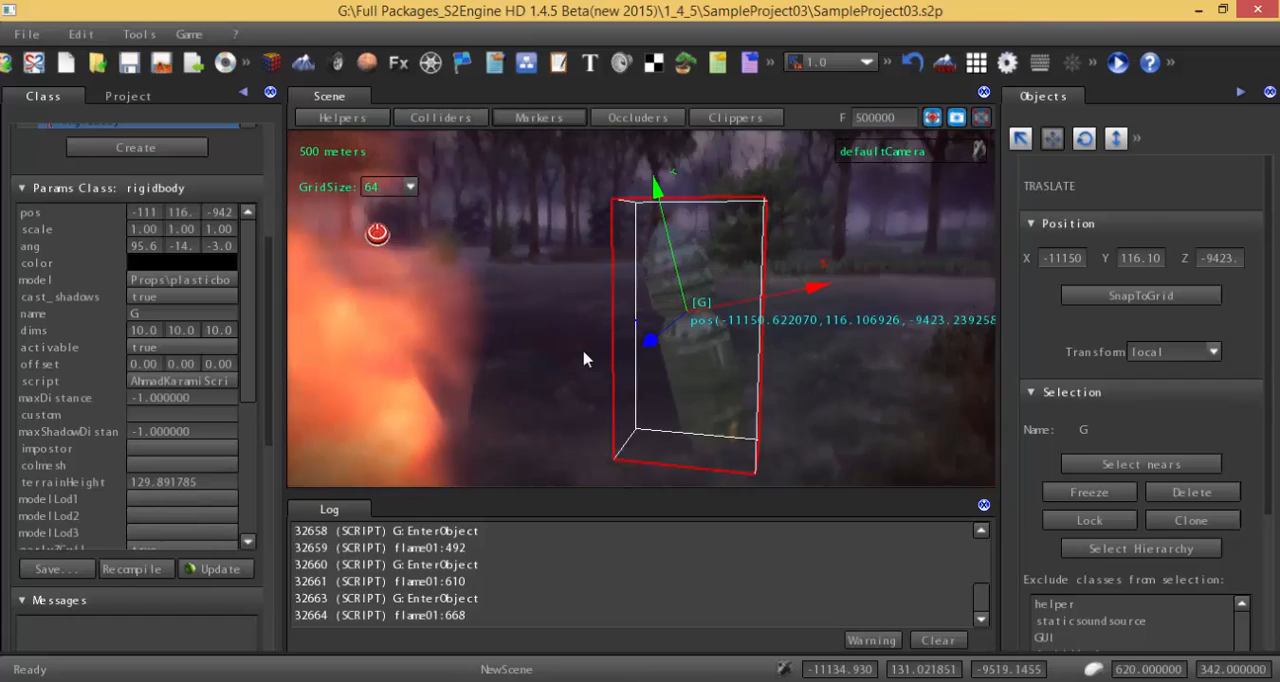 G:\Full Packages_S2Engine HD 1.4.5 Beta(new 2015)\1_4_5\SampleProject03\SampleProject03.s2p
File Edit Tools Game ?
Fx T 1.0
Class Project
Create
Params Class: rigidbody
pos -111 116. -942
scale 1.00 1.00 1.00
ang 95.6 -14. -3.0
color
model Props\plasticbo
cast_shadows true
name G
dims 10.0 10.0 10.0
activable true
offset 0.00 0.00 0.00
script AhmadKaramiScri
maxDistance -1.000000
custom
maxShadowDistan -1.000000
impostor
colmesh
terrainHeight 129.891785
modelLod1
modelLod2
modelLod3
Save... Recompile Update
Messages
Scene
Helpers Colliders Markers Occluders Clippers F 500000
500 meters
defaultCamera
GridSize: 64
[G]
pos(-11150.622070,116.106926,-9423.239258
Log
32658 (SCRIPT) G:EnterObject
32659 (SCRIPT) flame01:492
32660 (SCRIPT) G:EnterObject
32661 (SCRIPT) flame01:610
32663 (SCRIPT) G:EnterObject
32664 (SCRIPT) flame01:668
Warning Clear
Objects
TRASLATE
Position
X -11150 Y 116.10 Z -9423.
SnapToGrid
Transform local
Selection
Name: G
Select nears
Freeze Delete
Lock Clone
Select Hierarchy
Exclude classes from selection:
helper
staticsoundsource
GUI
Ready NewScene -11134.930 131.021851 -9519.1455 620.000000 342.000000